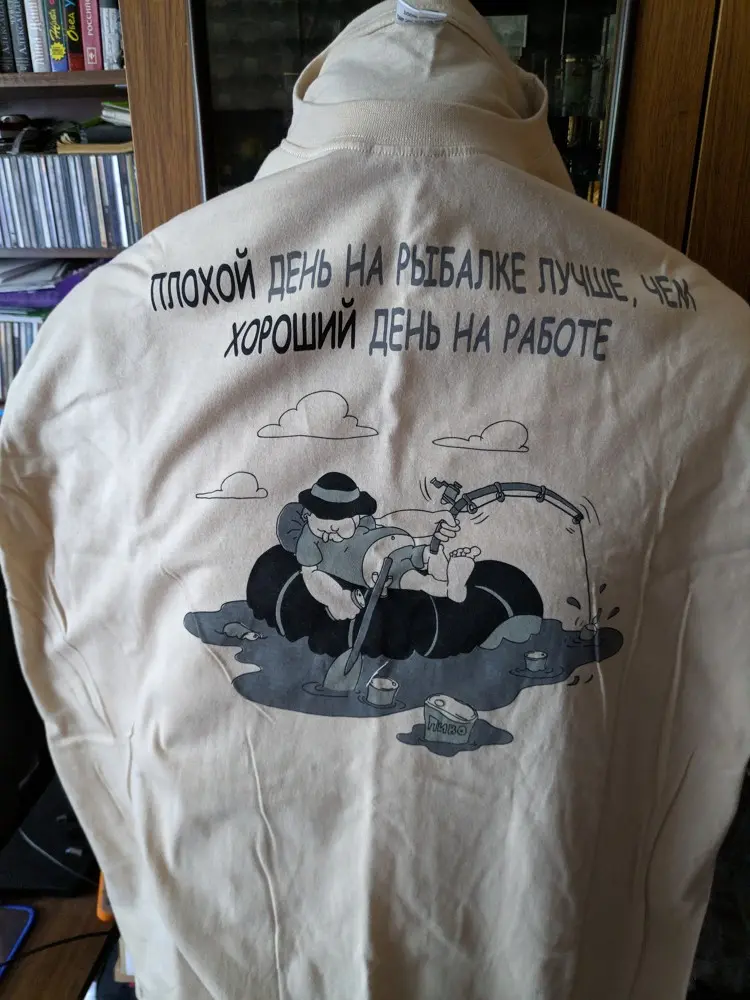 ПЛОХОЙ ДЕНЬ НА РЫБАЛКЕ ЛУЧШЕ, ЧЕМ
ХОРОШИЙ ДЕНЬ НА РАБОТЕ
ПИВО